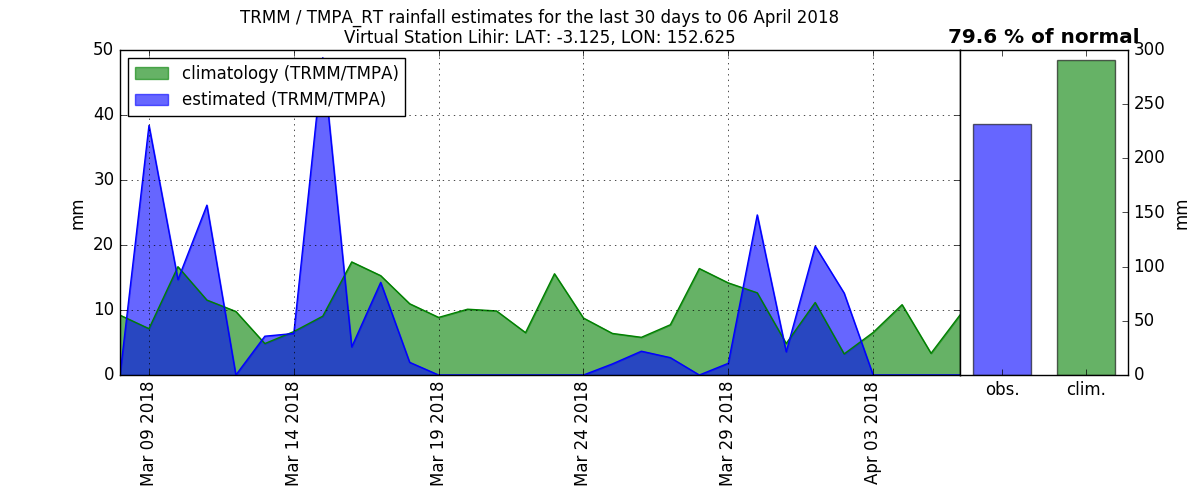 TRMM / TMPA_RT rainfall estimates for the last 30 days to 06 April 2018
Virtual Station Lihir: LAT: -3.125, LON: 152.625
79.6 % of normal
climatology (TRMM/TMPA)
estimated (TRMM/TMPA)
50
40
30
20
10
0
mm
Mar 09 2018
Mar 14 2018
Mar 19 2018
Mar 24 2018
Mar 29 2018
Apr 03 2018
obs.
clim.
300
250
200
150
100
50
0
mm